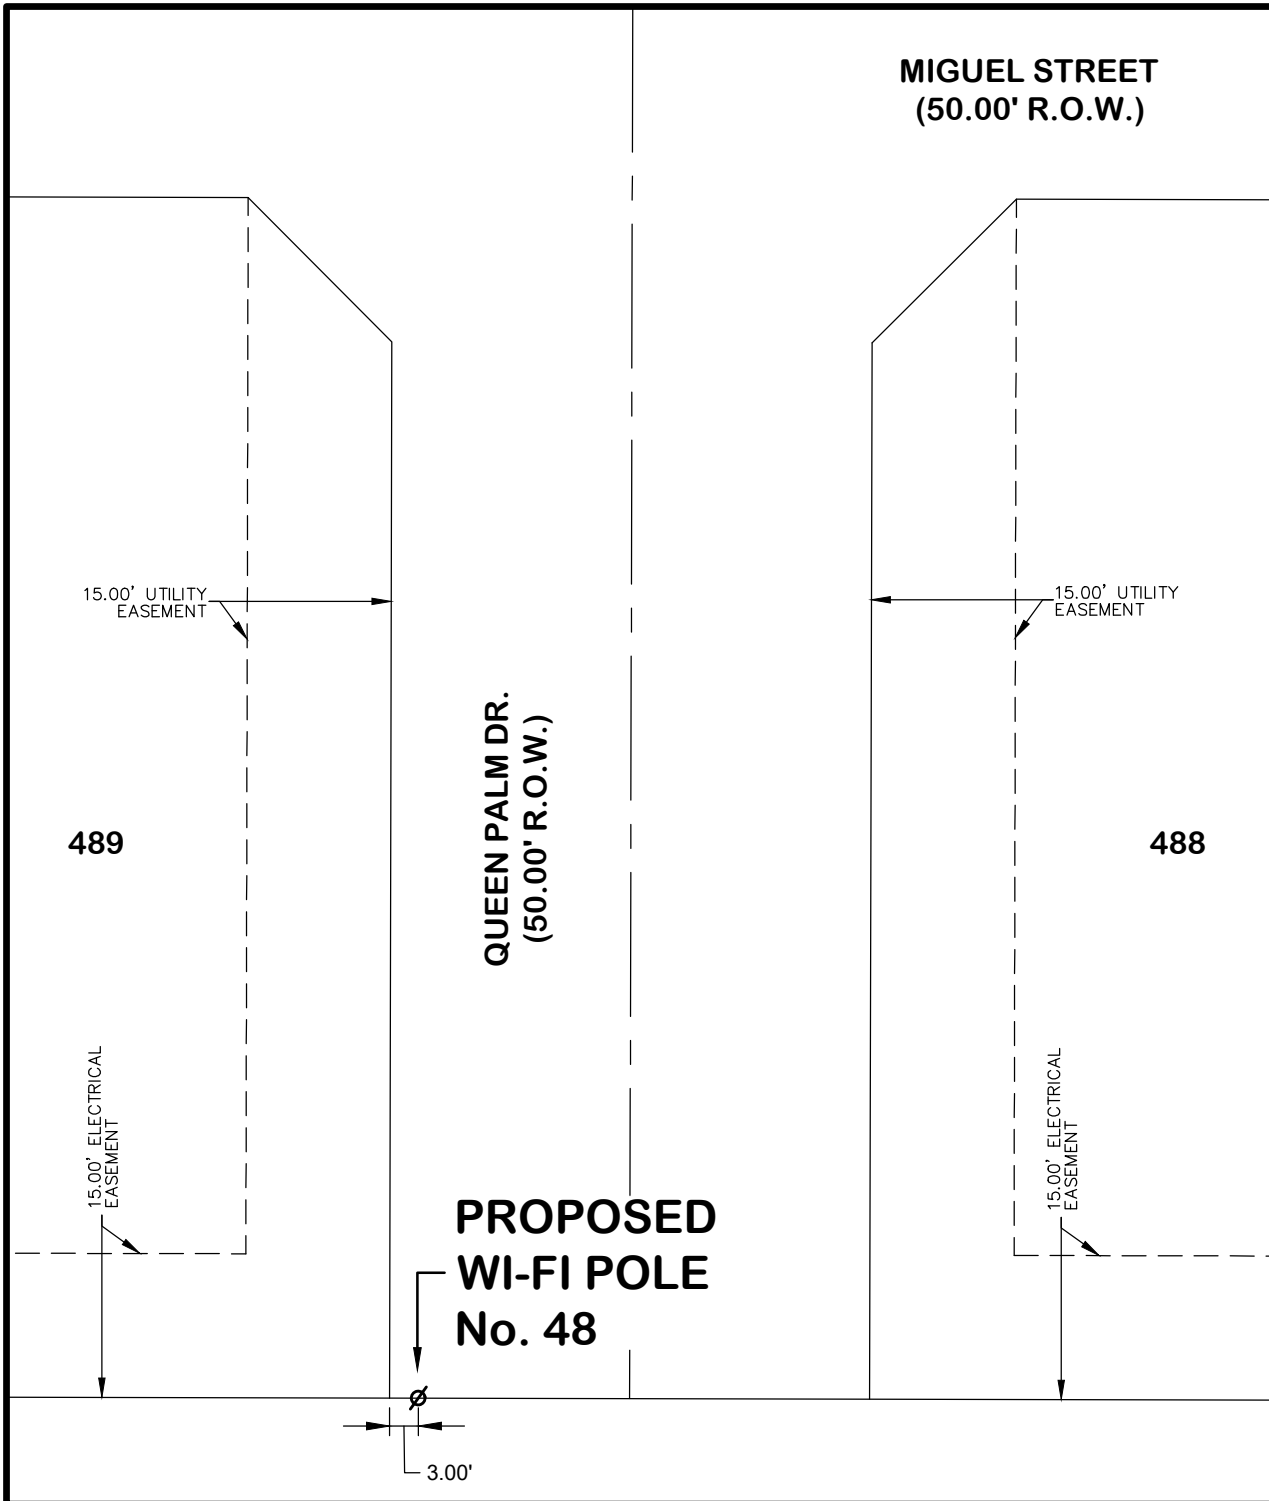 MIGUEL STREET
(50.00' R.O.W.)
15.00' UTILITY
EASEMENT
15.00' UTILITY
EASEMENT
QUEEN PALM DR.
(50.00' R.O.W.)
489
488
15.00' ELECTRICAL
EASEMENT
15.00' ELECTRICAL
EASEMENT
PROPOSED
WI-FI POLE
No. 48
3.00'